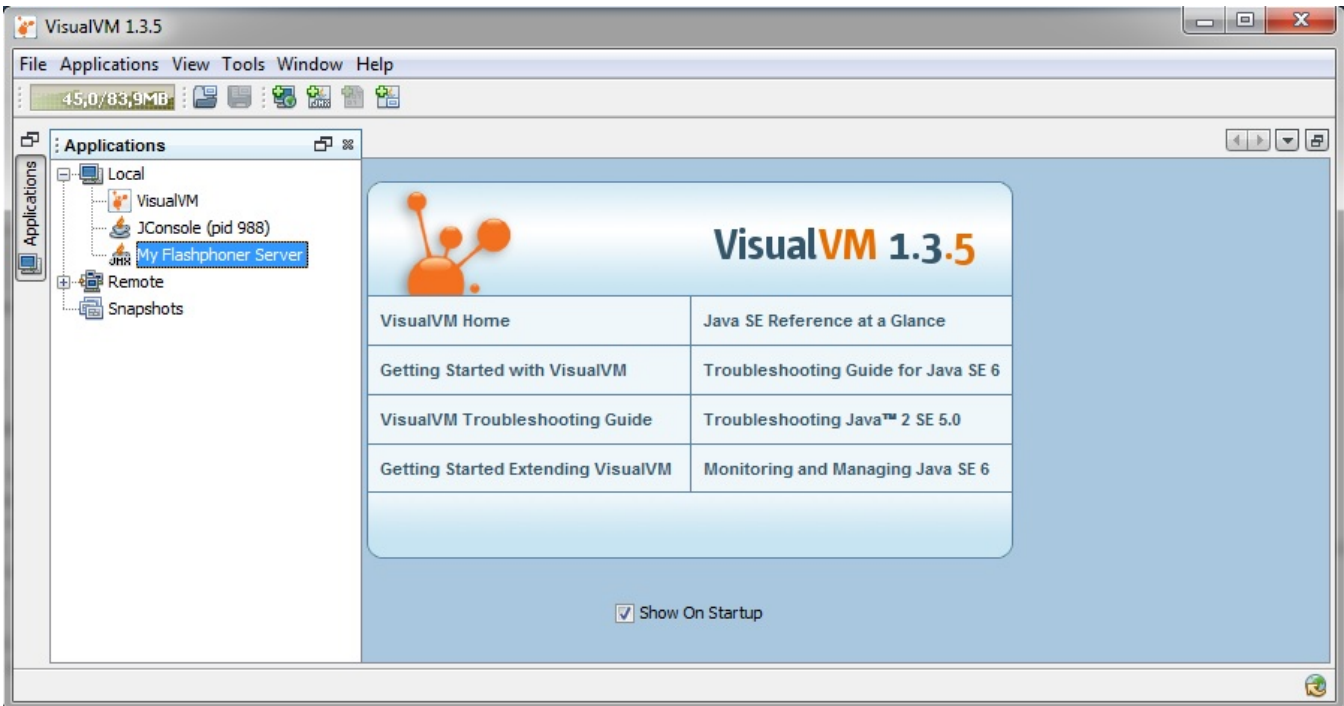 VisualVM 1.3.5
File Applications View Tools Window Help
45,0/83,9MB
Applications
Applications
Local
VisualVM
JConsole (pid 988)
JMX My Flashphoner Server
Remote
Snapshots
VisualVM 1.3.5
VisualVM Home
Java SE Reference at a Glance
Getting Started with VisualVM
Troubleshooting Guide for Java SE 6
VisualVM Troubleshooting Guide
Troubleshooting Java™ 2 SE 5.0
Getting Started Extending VisualVM
Monitoring and Managing Java SE 6
Show On Startup